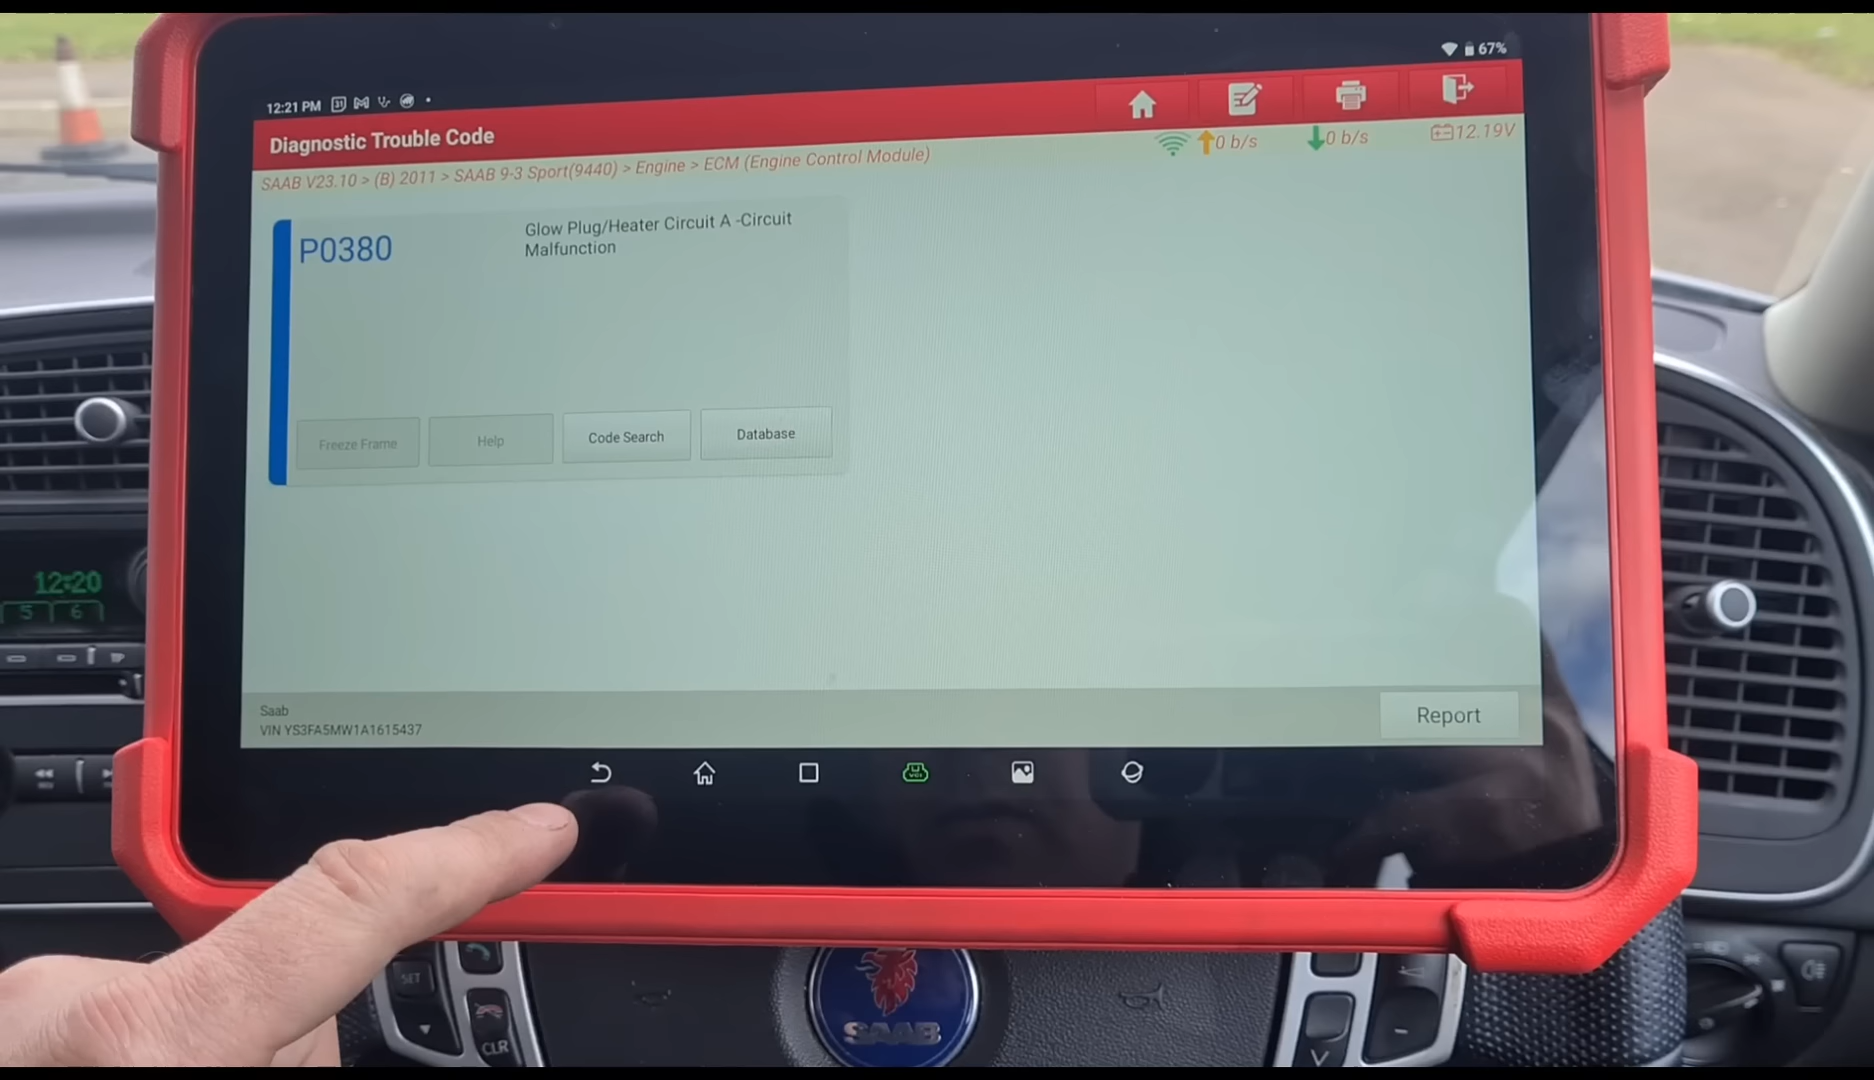 67%
12:21 PM 31
Diagnostic Trouble Code
SAAB V23.10 > (B) 2011 > SAAB 9-3 Sport(9440) > Engine > ECM (Engine Control Module)
0 b/s
0 b/s
12.19V
P0380
Glow Plug/Heater Circuit A -Circuit
Malfunction
Freeze Frame
Help
Code Search
Database
12:20
5 6
Saab
VIN YS3FA5MW1A1615437
Report
VCI
SET
CLR
SAAB